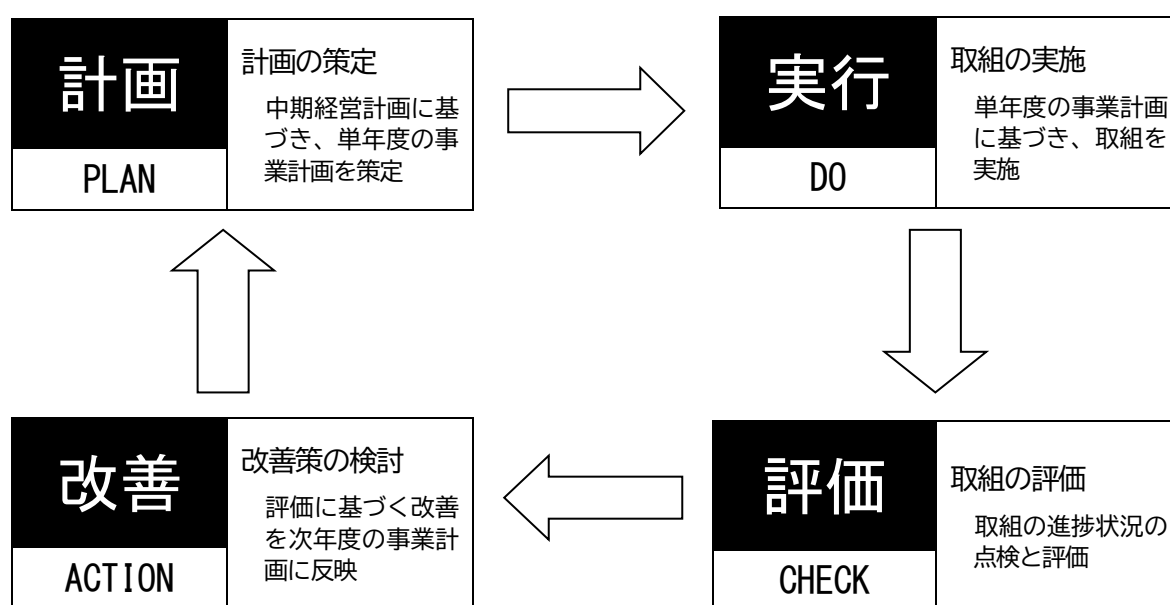 計画
PLAN
計画の策定
中期経営計画に基
づき、単年度の事
業計画を策定
実行
DO
取組の実施
単年度の事業計画
に基づき、取組を
実施
改善
ACTION
改善策の検討
評価に基づく改善
を次年度の事業計
画に反映
評価
CHECK
取組の評価
取組の進捗状況の
点検と評価